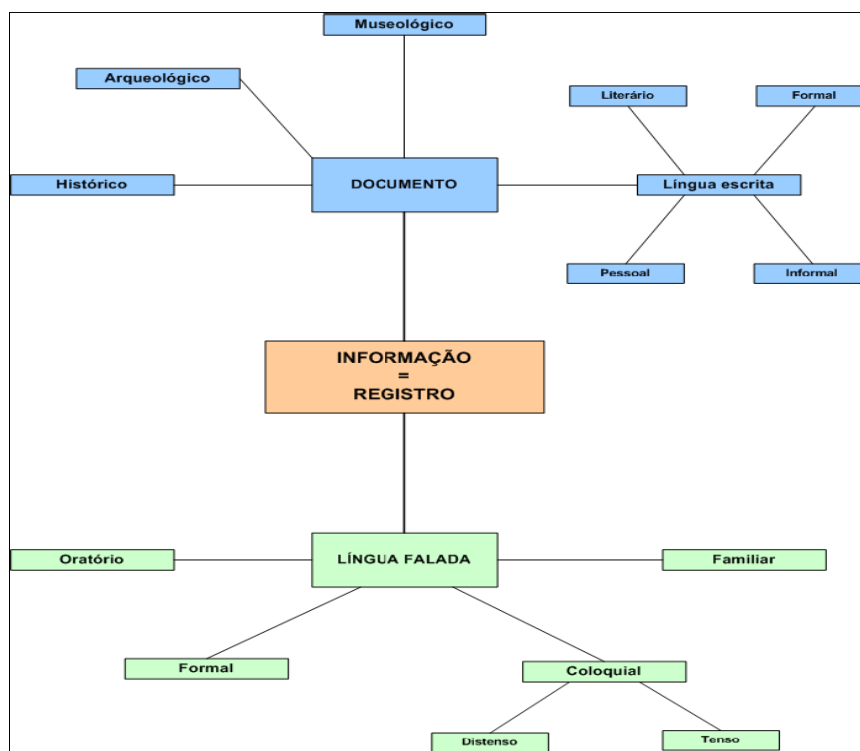 Museológico
Arqueológico
Literário
Formal
Histórico
DOCUMENTO
Língua escrita
Pessoal
Informal
INFORMAÇÃO
=
REGISTRO
Oratório
LÍNGUA FALADA
Familiar
Formal
Coloquial
Distenso
Tenso